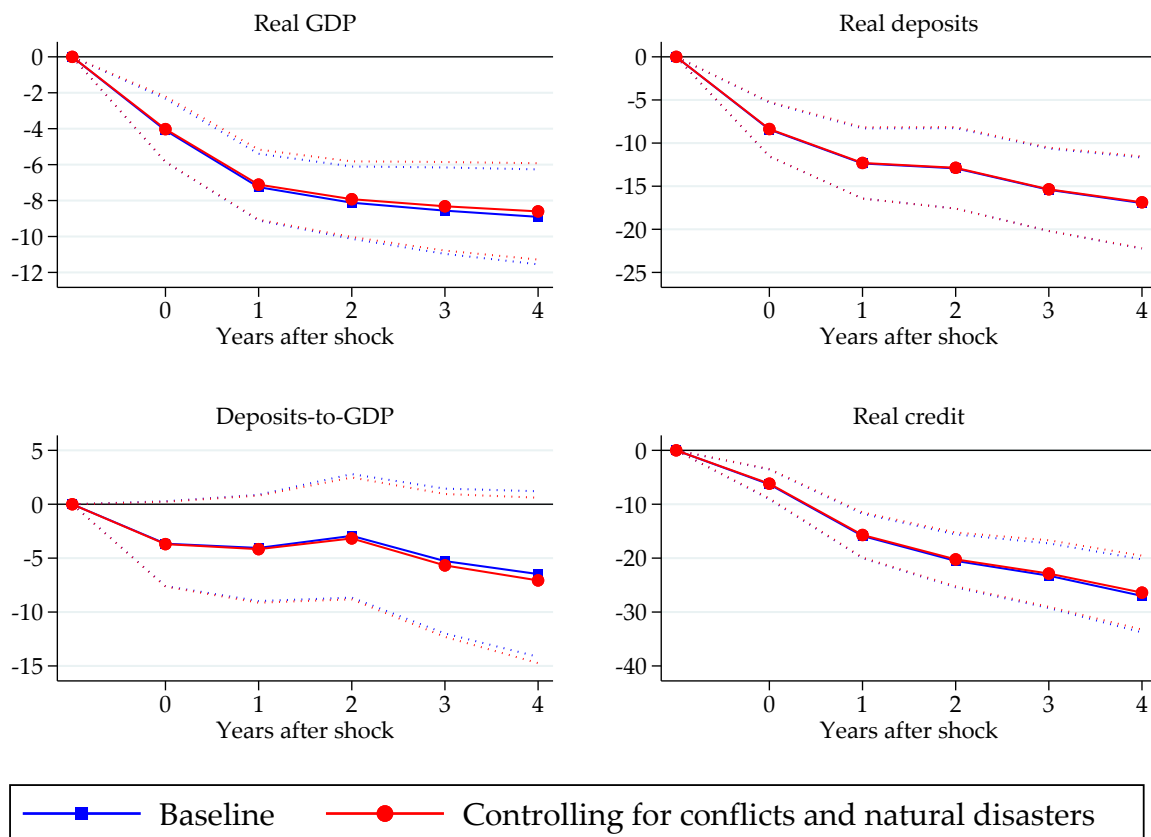 Real GDP
0
-2
-4
-6
-8
-10
-12
0 1 2 3 4
Years after shock
Real deposits
0
-5
-10
-15
-20
-25
0 1 2 3 4
Years after shock
Deposits-to-GDP
5
0
-5
-10
-15
0 1 2 3 4
Years after shock
Real credit
0
-10
-20
-30
-40
0 1 2 3 4
Years after shock
Baseline Controlling for conflicts and natural disasters